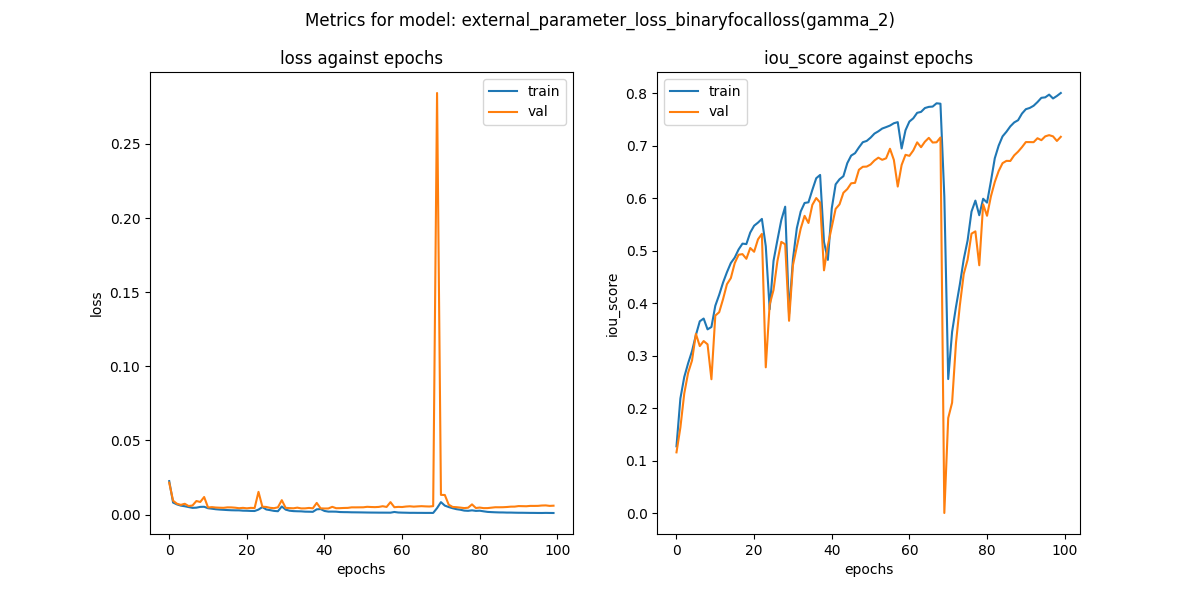 Metrics for model: external_parameter_loss_binaryfocalloss(gamma_2)
loss against epochs
train
val
0.25
0.20
0.15
0.10
0.05
0.00
loss
0 20 40 60 80 100
epochs
iou_score against epochs
train
val
0.8
0.7
0.6
0.5
0.4
0.3
0.2
0.1
0.0
iou_score
0 20 40 60 80 100
epochs